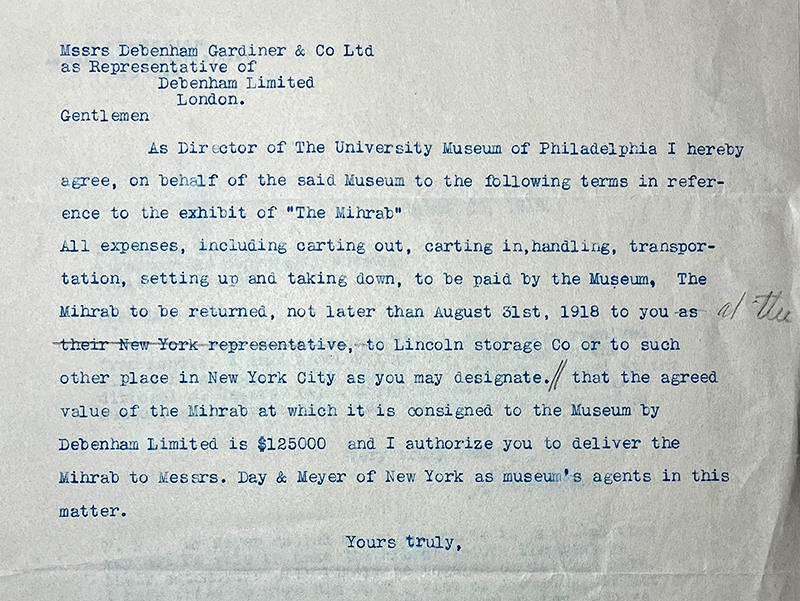 Mssrs Debenham Gardiner & Co Ltd
as Representative of
Debenham Limited
London.
Gentlemen
As Director of The University Museum of Philadelphia I hereby
agree, on behalf of the said Museum to the following terms in refer-
ence to the exhibit of "The Mihrab"
All expenses, including carting out, carting in,handling, transpor-
tation, setting up and taking down, to be paid by the Museum, The
Mihrab to be returned, not later than August 31st, 1918 to you as at the
their New York representative, to Lincoln storage Co or to such
other place in New York City as you may designate.// that the agreed
value of the Mihrab at which it is consigned to the Museum by
Debenham Limited is $125000 and I authorize you to deliver the
Mihrab to Messrs. Day & Meyer of New York as museum's agents in this
matter.
Yours truly,